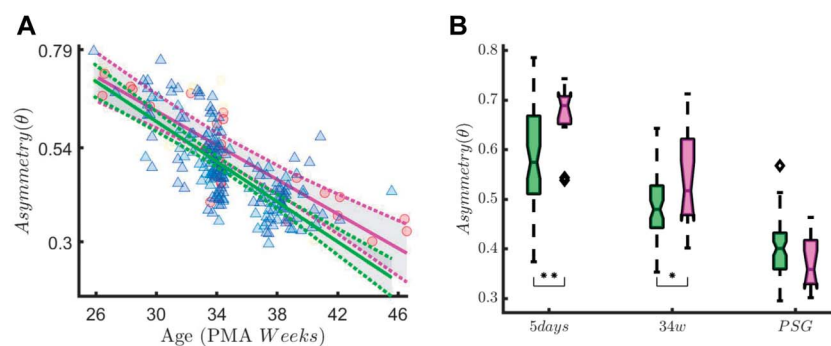 A
Asymmetry(θ)
0.79
0.54
0.3
26 30 34 38 42 46
Age (PMA Weeks)
B
Asymmetry(θ)
0.8
0.7
0.6
0.5
0.4
0.3
** *
5days 34w PSG